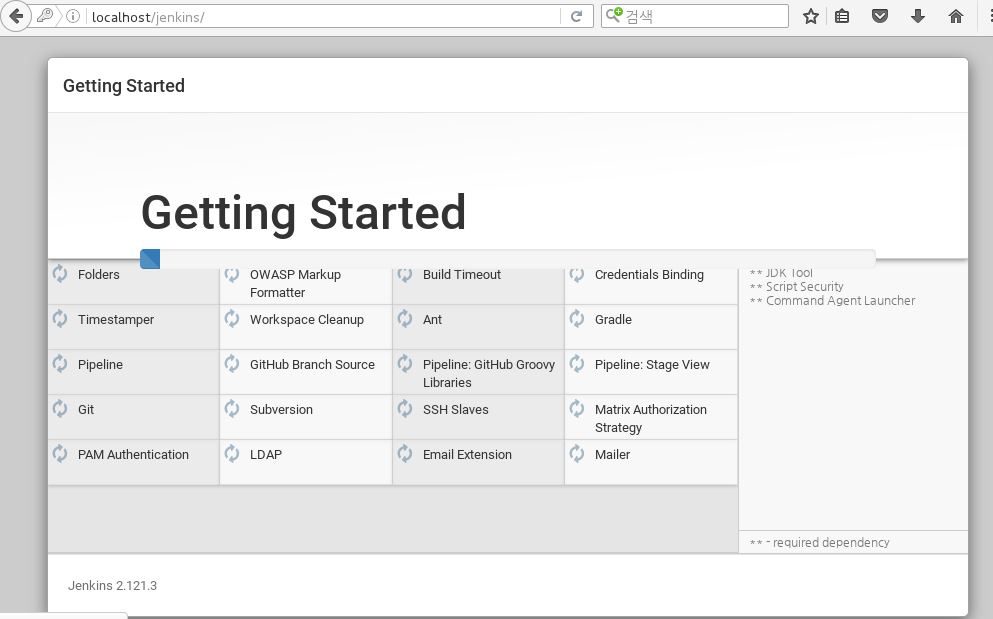 localhost/jenkins/
검색
Getting Started
Getting Started
Folders
OWASP Markup
Formatter
Build Timeout
Credentials Binding
** JDK Tool
** Script Security
** Command Agent Launcher
Timestamper
Workspace Cleanup
Ant
Gradle
Pipeline
GitHub Branch Source
Pipeline: GitHub Groovy
Libraries
Pipeline: Stage View
Git
Subversion
SSH Slaves
Matrix Authorization
Strategy
PAM Authentication
LDAP
Email Extension
Mailer
** - required dependency
Jenkins 2.121.3